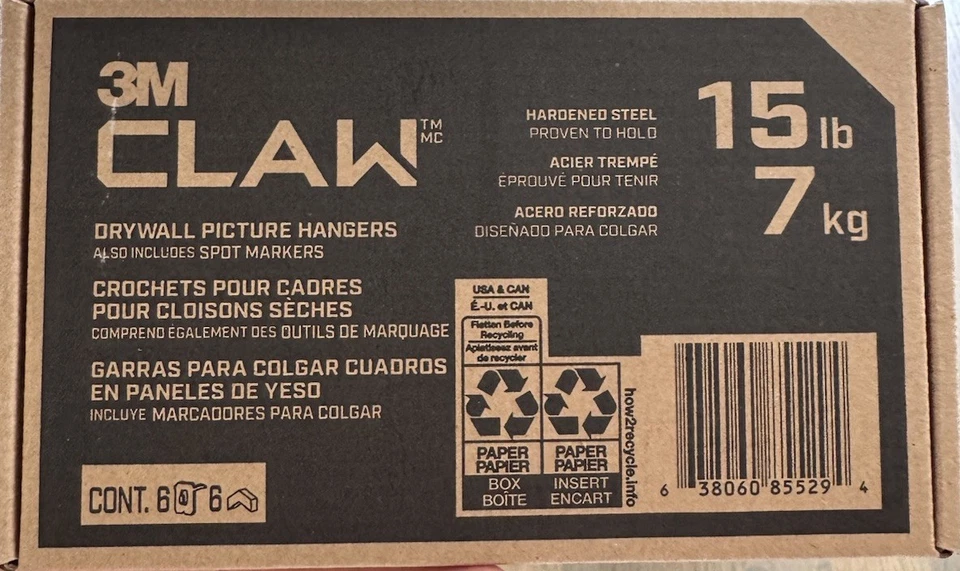 3M
CLAW™ MC
DRYWALL PICTURE HANGERS
ALSO INCLUDES SPOT MARKERS
CROCHETS POUR CADRES
POUR CLOISONS SÈCHES
COMPREND ÉGALEMENT DES OUTILS DE MARQUAGE
GARRAS PARA COLGAR CUADROS
EN PANELES DE YESO
INCLUYE MARCADORES PARA COLGAR
CONT. 6 6
HARDENED STEEL
PROVEN TO HOLD
ACIER TREMPÉ
ÉPROUVÉ POUR TENIR
ACERO REFORZADO
DISEÑADO PARA COLGAR
15 lb
7 kg
USA & CAN
É.-U. et CAN
Flatten Before
Recycling
Aplatissez avant
de recycler
PAPER
PAPIER
BOX
BOÎTE
PAPER
PAPIER
INSERT
ENCART
how2recycle.info
6 38060 85529 4